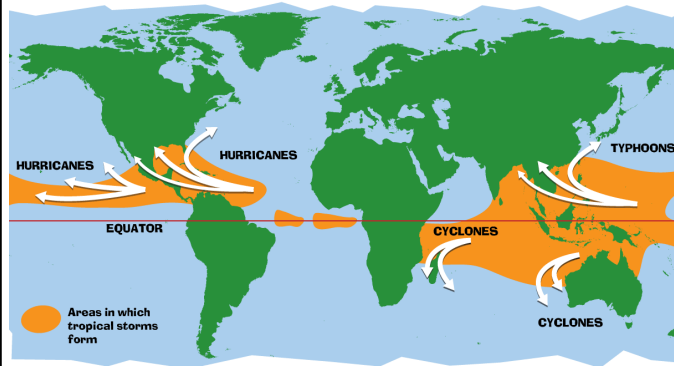 TYPHOONS
HURRICANES
HURRICANES
EQUATOR
CYCLONES
Areas in which
tropical storms
form
CYCLONES